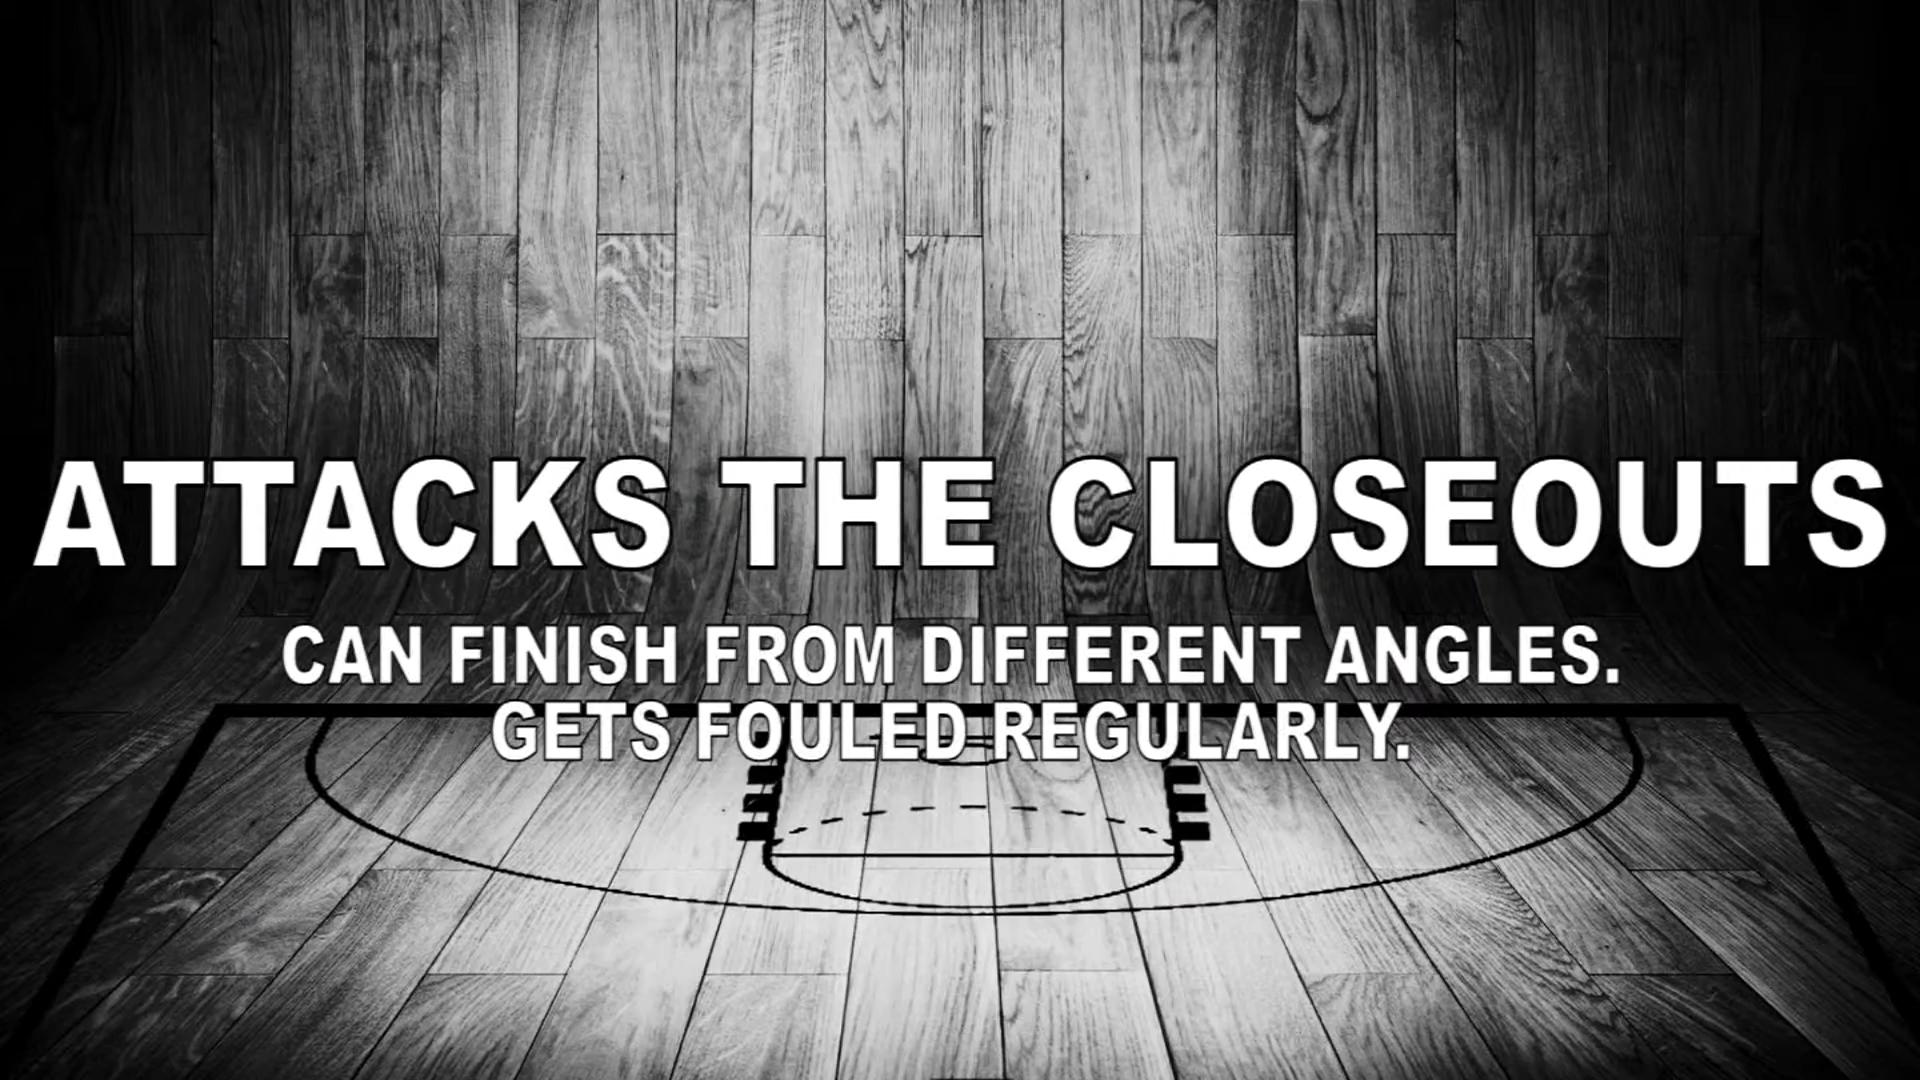 ATTACKS THE CLOSEOUTS
CAN FINISH FROM DIFFERENT ANGLES.
GETS FOULED REGULARLY.